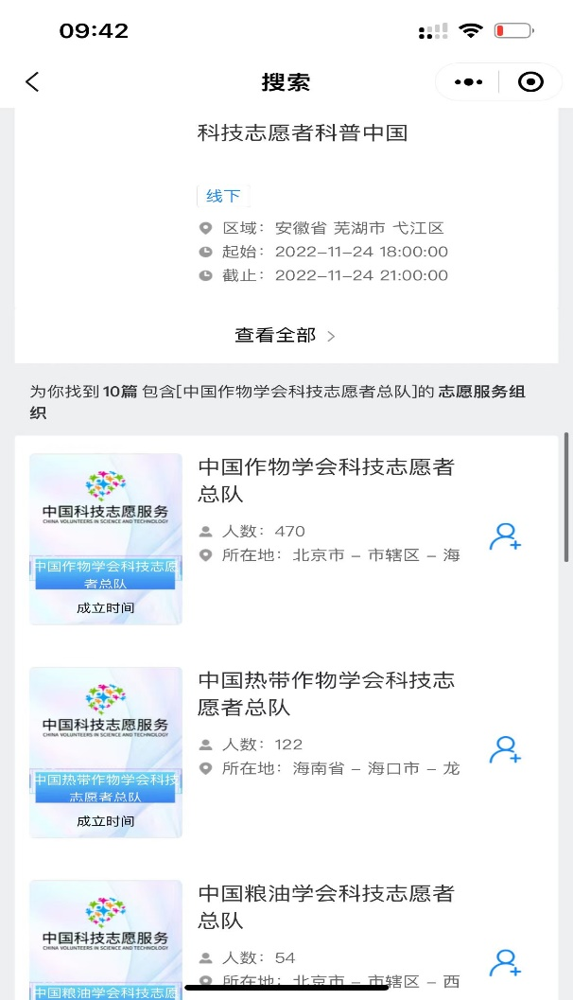 09:42
搜索
科技志愿者科普中国
线下
区域： 安徽省 芜湖市 弋江区
起始： 2022-11-24 18:00:00
截止： 2022-11-24 21:00:00
查看全部
为你找到 10篇 包含[中国作物学会科技志愿者总队]的 志愿服务组
织
中国科技志愿服务
CHINA VOLUNTEERS IN SCIENCE AND TECHNOLOGY
中国作物学会科技志愿
者总队
成立时间
中国作物学会科技志愿者
总队
人数： 470
所在地： 北京市 - 市辖区 - 海
中国科技志愿服务
CHINA VOLUNTEERS IN SCIENCE AND TECHNOLOGY
中国热带作物学会科技
志愿者总队
成立时间
中国热带作物学会科技志
愿者总队
人数： 122
所在地： 海南省 - 海口市 - 龙
中国科技志愿服务
CHINA VOLUNTEERS IN SCIENCE AND TECHNOLOGY
中国粮油学会科技志愿
中国粮油学会科技志愿者
总队
人数： 54
所在地： 北京市 - 市辖区 - 西